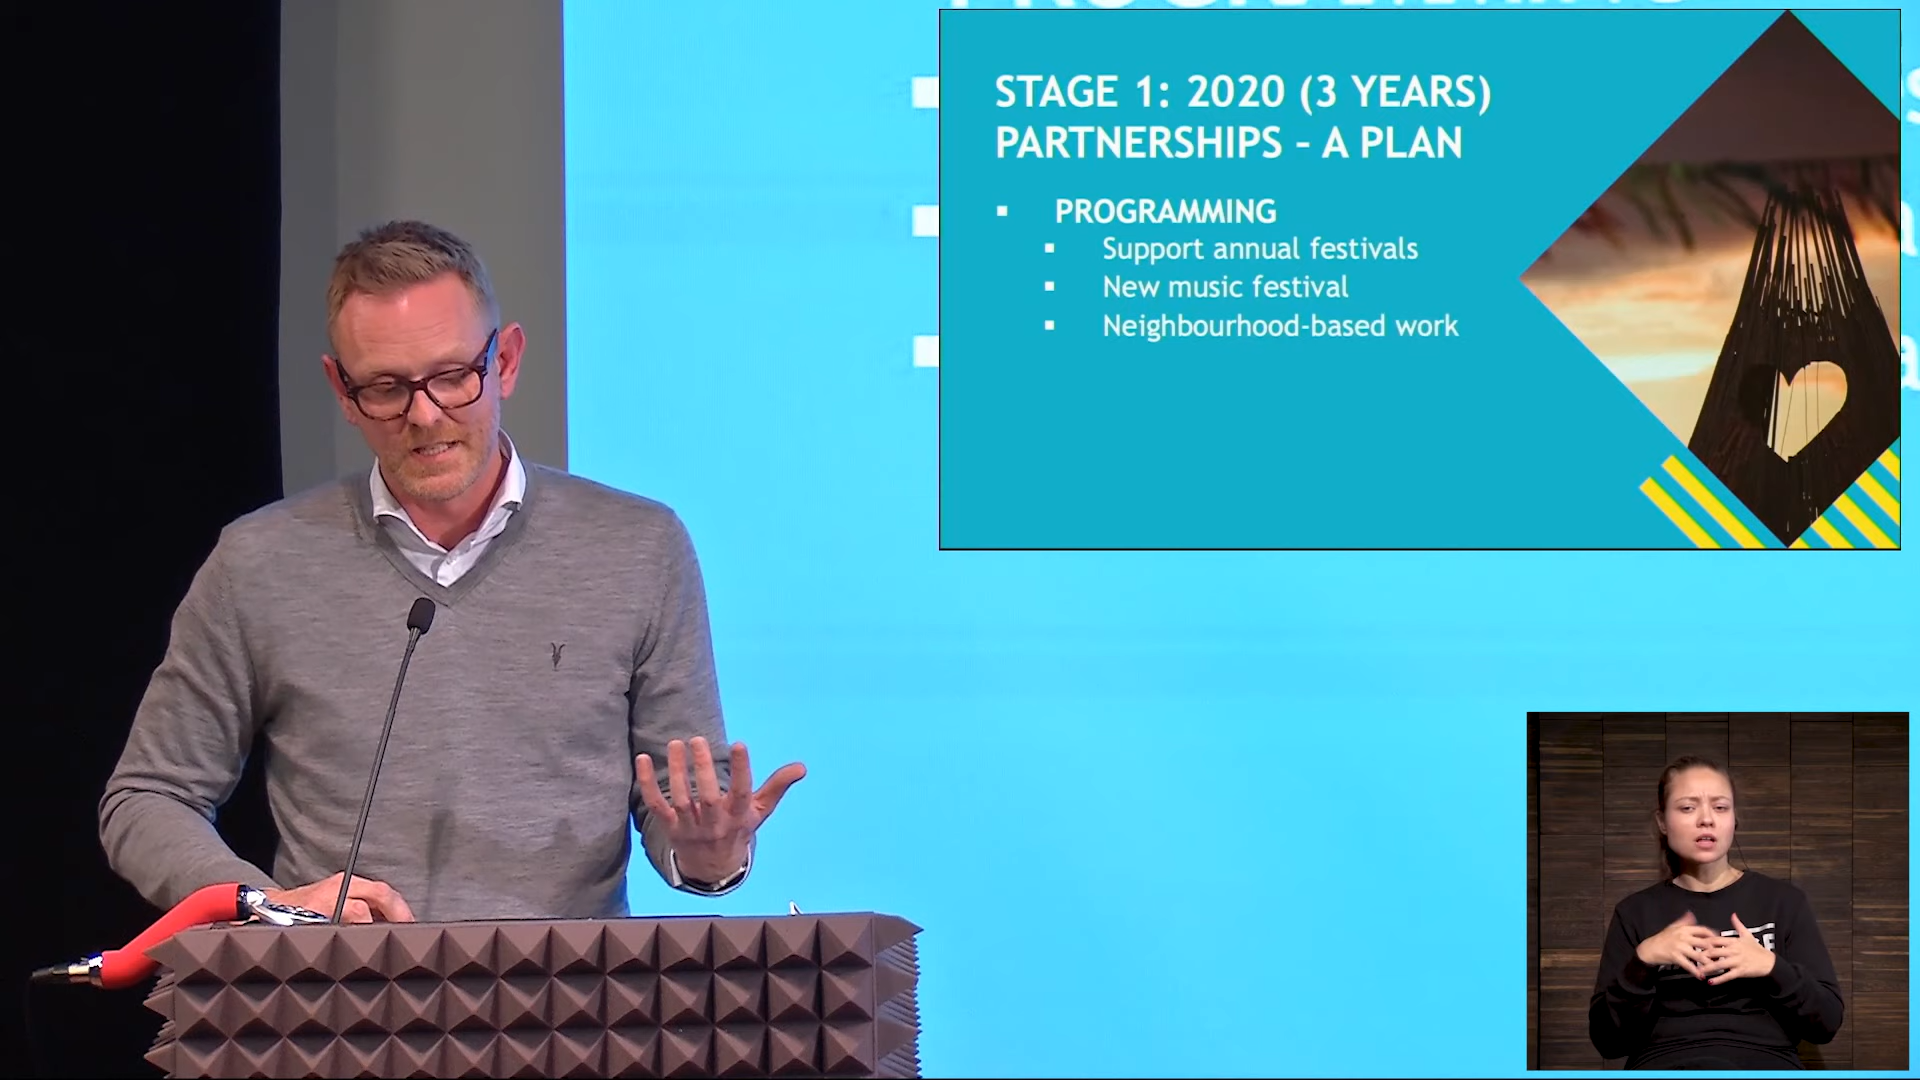 STAGE 1: 2020 (3 YEARS)
PARTNERSHIPS – A PLAN
▪ PROGRAMMING
▪ Support annual festivals
▪ New music festival
▪ Neighbourhood-based work